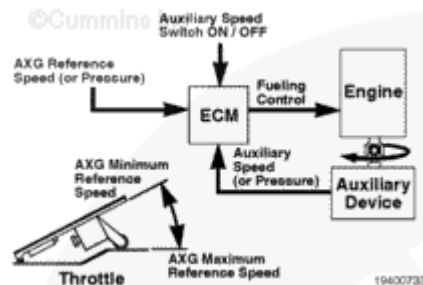 ©Cummins
Auxiliary Speed
Switch ON / OFF
AXG Reference
Speed (or Pressure)
Fueling
Control
Engine
ECM
AXG Minimum
Reference
Speed
Auxiliary
Speed
(or Pressure)
Auxiliary
Device
AXG Maximum
Reference Speed
Throttle